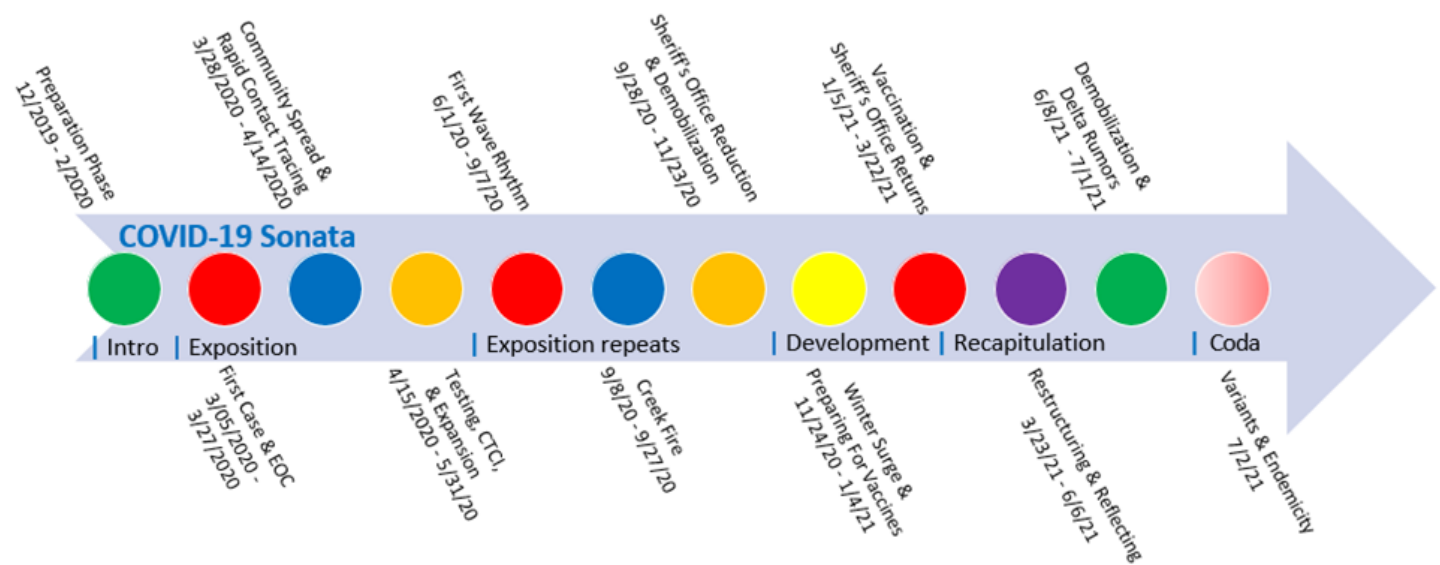 Preparation Phase
12/2019 - 2/2020
Community Spread &
Rapid Contact Tracing
3/28/2020 - 4/14/2020
First Wave Rhythm
6/1/20 - 9/7/20
Sheriff's Office Reduction
& Demobilization
9/28/20 - 11/23/20
Vaccination &
Sheriff's Office Returns
1/5/21 - 3/22/21
Demobilization &
Delta Rumors
6/8/21 - 7/1/21
COVID-19 Sonata
| Intro
| Exposition
| Exposition repeats
| Development
| Recapitulation
| Coda
First Case & EOC
3/05/2020 -
3/27/2020
Testing, CTCI,
& Expansion
4/15/2020 - 5/31/20
Creek Fire
9/8/20 - 9/27/20
Winter Surge &
Preparing For Vaccines
11/24/20 - 1/4/21
Restructuring & Reflecting
3/23/21 - 6/6/21
Variants & Endemicity
7/2/21